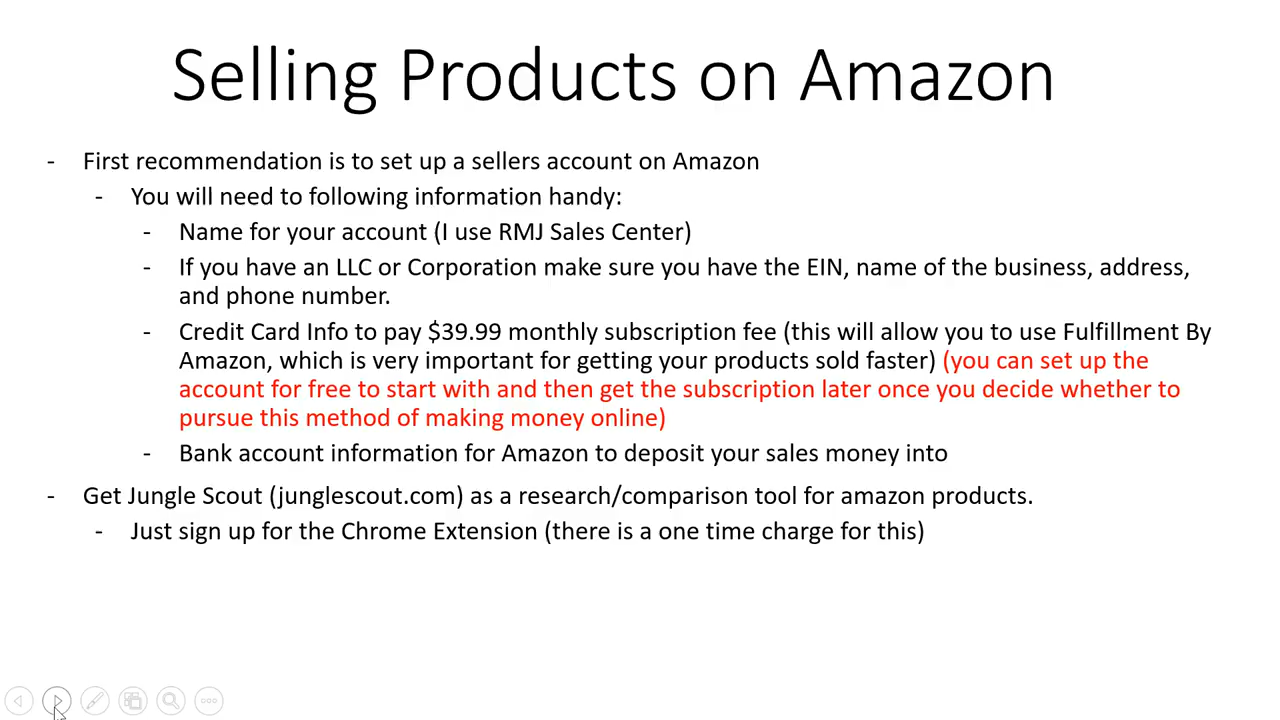 Selling Products on Amazon
- First recommendation is to set up a sellers account on Amazon
- You will need to following information handy:
- Name for your account (I use RMJ Sales Center)
- If you have an LLC or Corporation make sure you have the EIN, name of the business, address,
and phone number.
- Credit Card Info to pay $39.99 monthly subscription fee (this will allow you to use Fulfillment By
Amazon, which is very important for getting your products sold faster) (you can set up the
account for free to start with and then get the subscription later once you decide whether to
pursue this method of making money online)
- Bank account information for Amazon to deposit your sales money into
- Get Jungle Scout (junglescout.com) as a research/comparison tool for amazon products.
- Just sign up for the Chrome Extension (there is a one time charge for this)